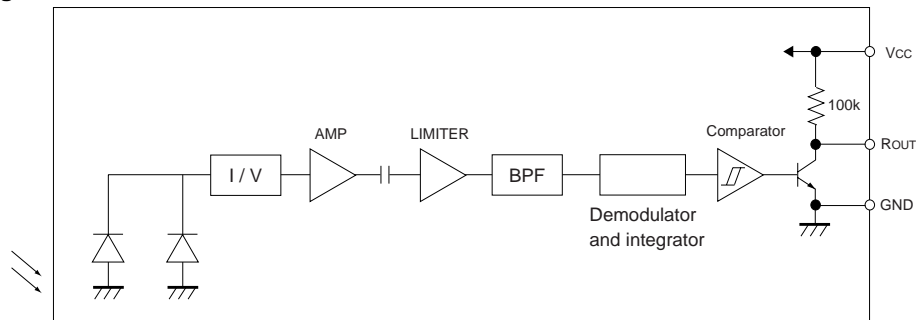 VCC
100k
AMP
LIMITER
Comparator
ROUT
I / V
BPF
GND
Demodulator
and integrator